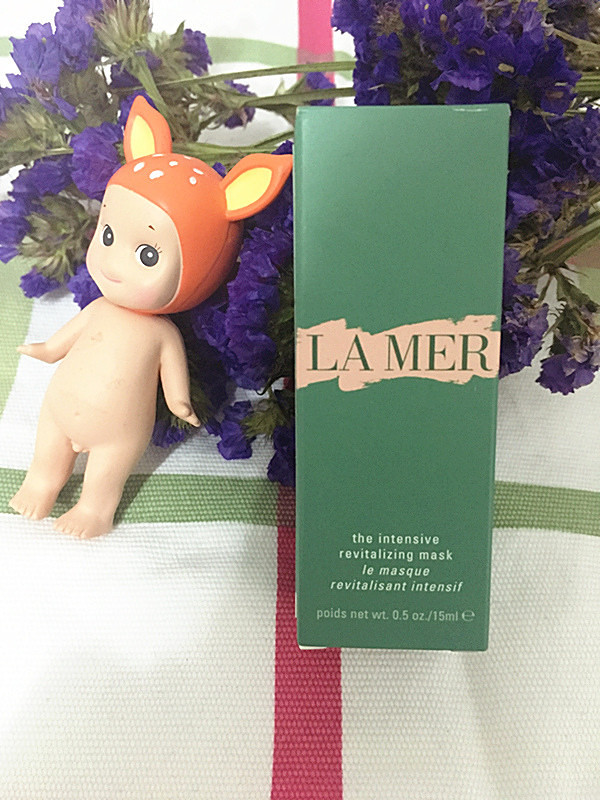 LA MER
the intensive
revitalizing mask
le masque
revitalisant intensif
poids net wt. 0.5 oz./15ml ℮